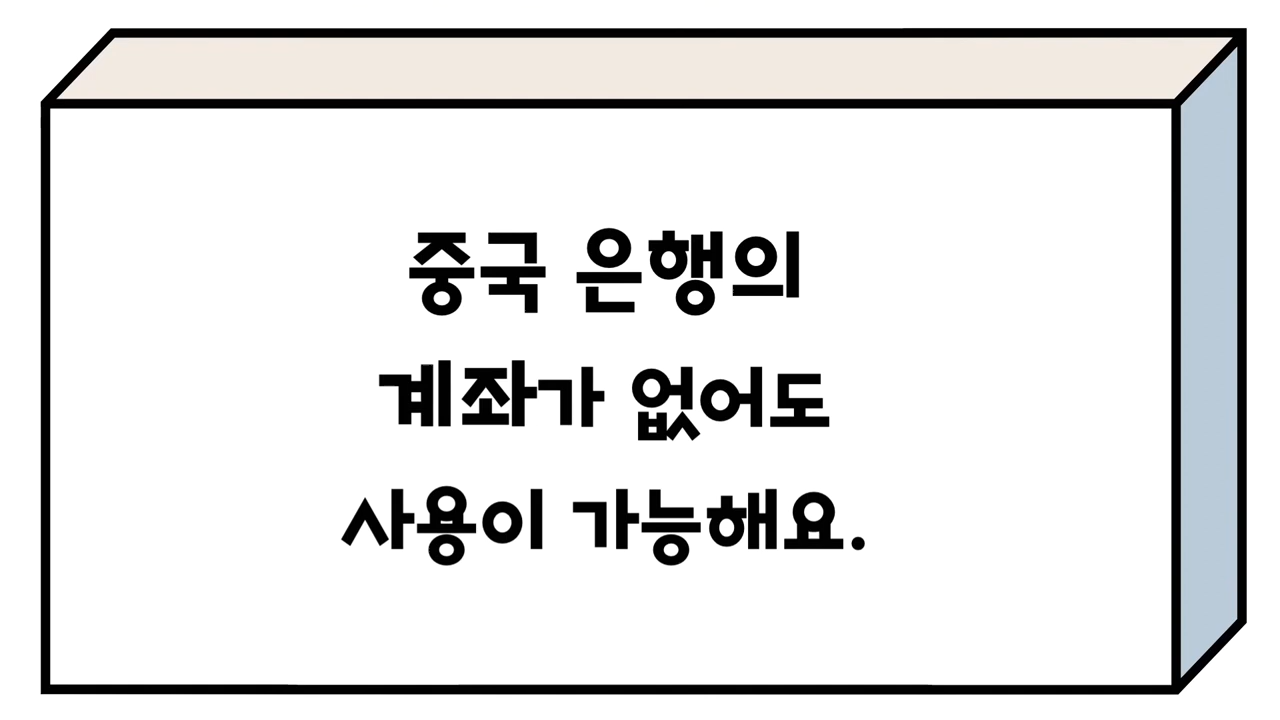 중국 은행의
계좌가 없어도
사용이 가능해요.